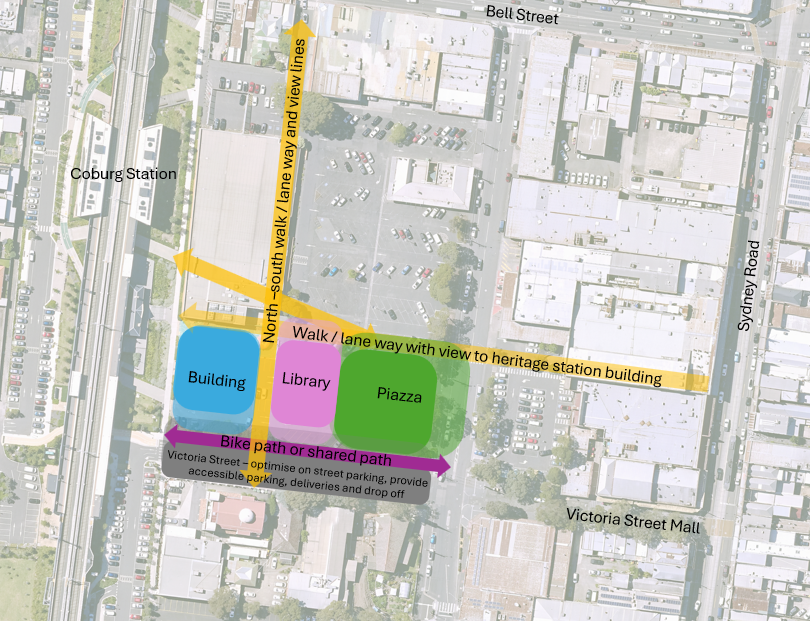 Bell Street
Coburg Station
North –south walk / lane way and view lines
Sydney Road
Walk / lane way with view to heritage station building
Building
Library
Piazza
Bike path or shared path
Victoria Street – optimise on street parking, provide
accessible parking, deliveries and drop off
Victoria Street Mall